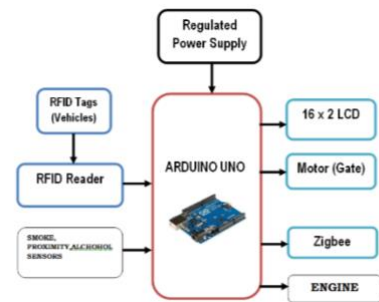 Regulated
Power Supply
RFID Tags
(Vehicles)
RFID Reader
SMOKE,
PROXIMITY,ALCHOHOL
SENSORS
ARDUINO UNO
16 x 2 LCD
Motor (Gate)
Zigbee
ENGINE